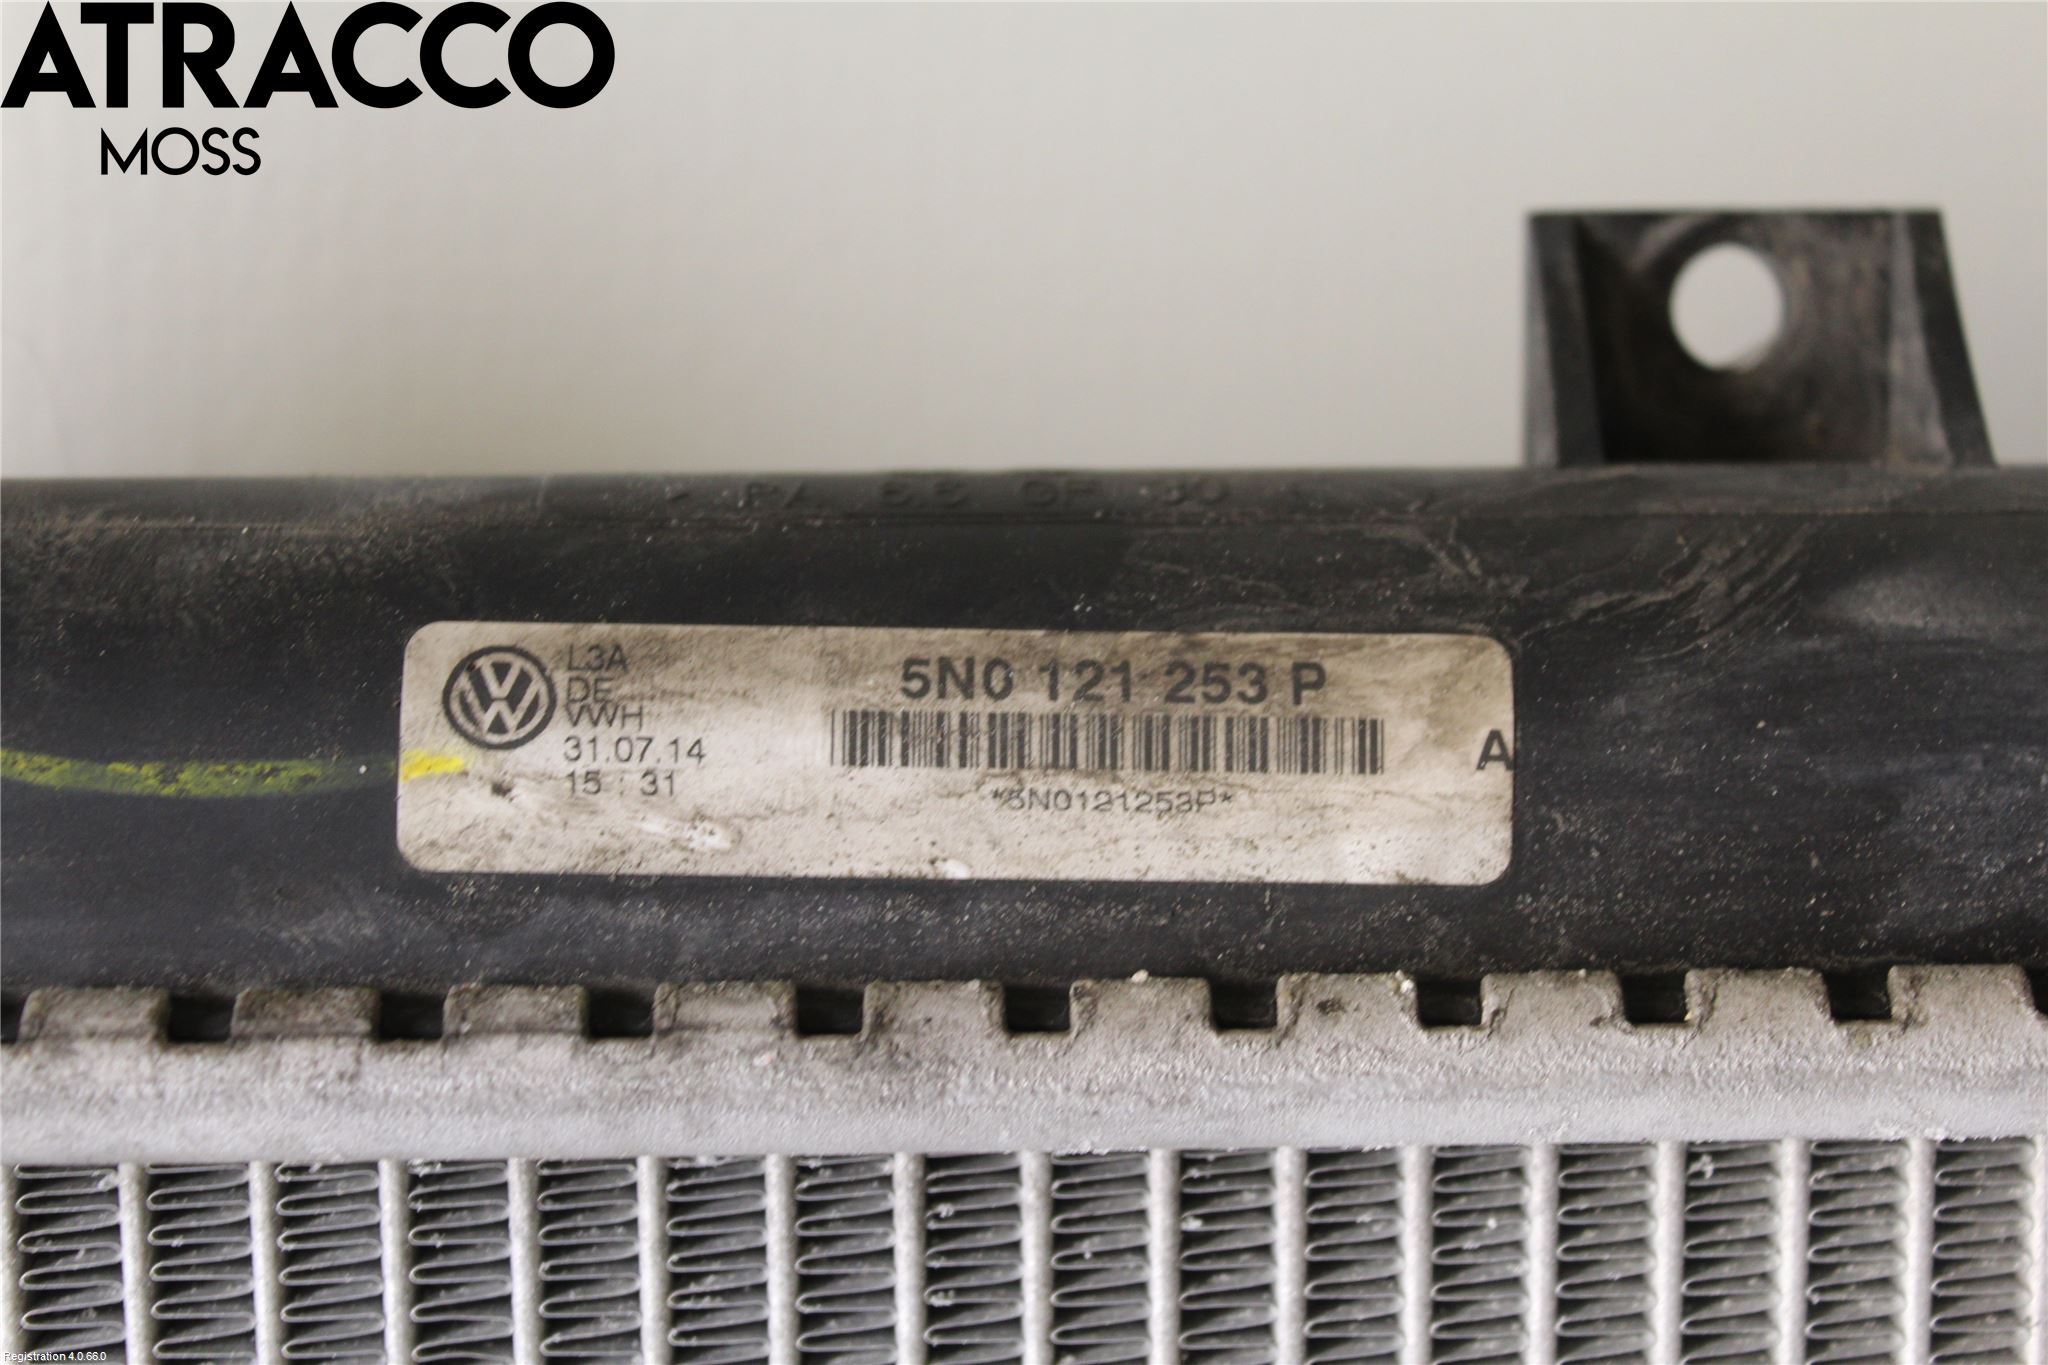 ATRACCO
MOSS
L3A
DE
VWH
31.07.14
15 : 31
5N0 121 253 P
*5N0121253P*
A
Registration 4.0.66.0